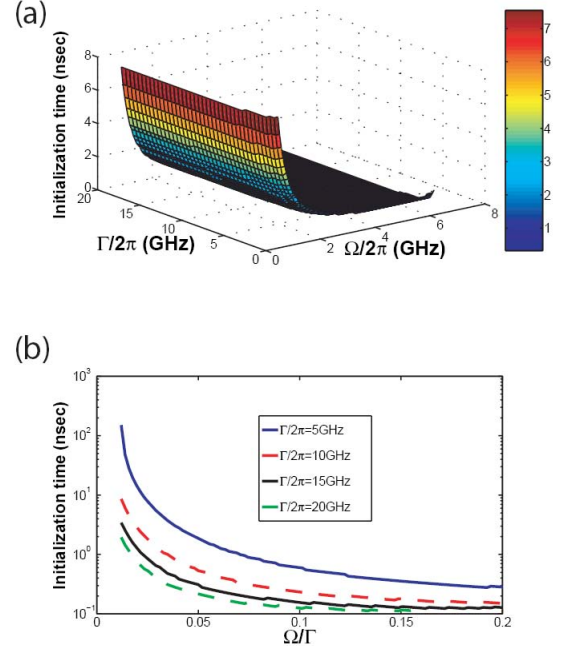 (a)
Initialization time (nsec)
8
6
4
2
0
20
15
10
5
0
Γ/2π (GHz)
0
2
4
6
8
Ω/2π (GHz)
7
6
5
4
3
2
1
(b)
Initialization time (nsec)
10³
10²
10¹
10⁰
10⁻¹
0
0.05
0.1
0.15
0.2
Ω/Γ
Γ/2π=5GHz
Γ/2π=10GHz
Γ/2π=15GHz
Γ/2π=20GHz